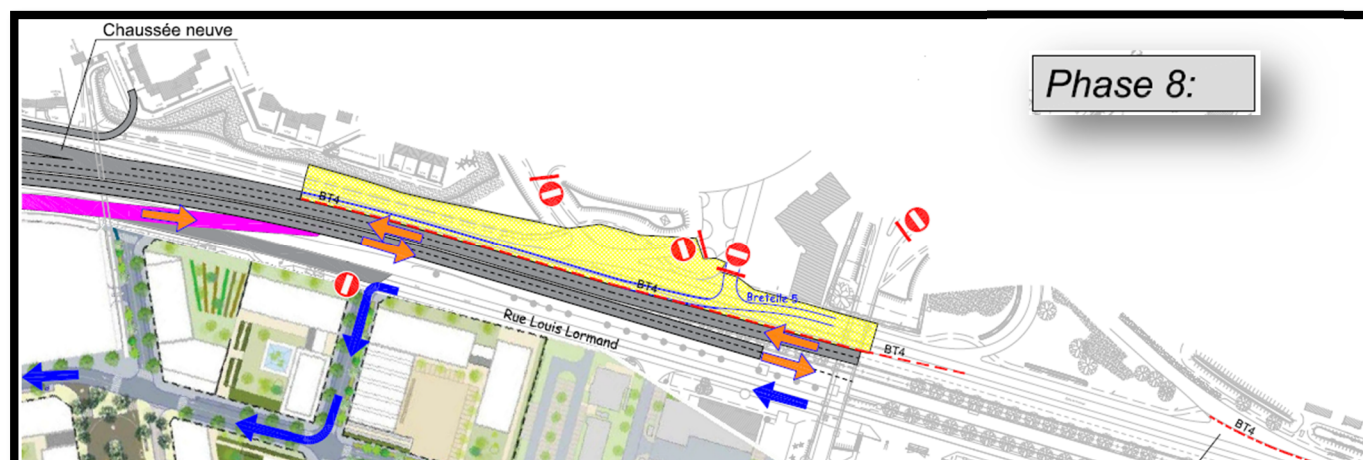 Chaussée neuve
Phase 8:
BT4
BT4
Bretelle 5
Rue Louis Lormand
BT4
BT4